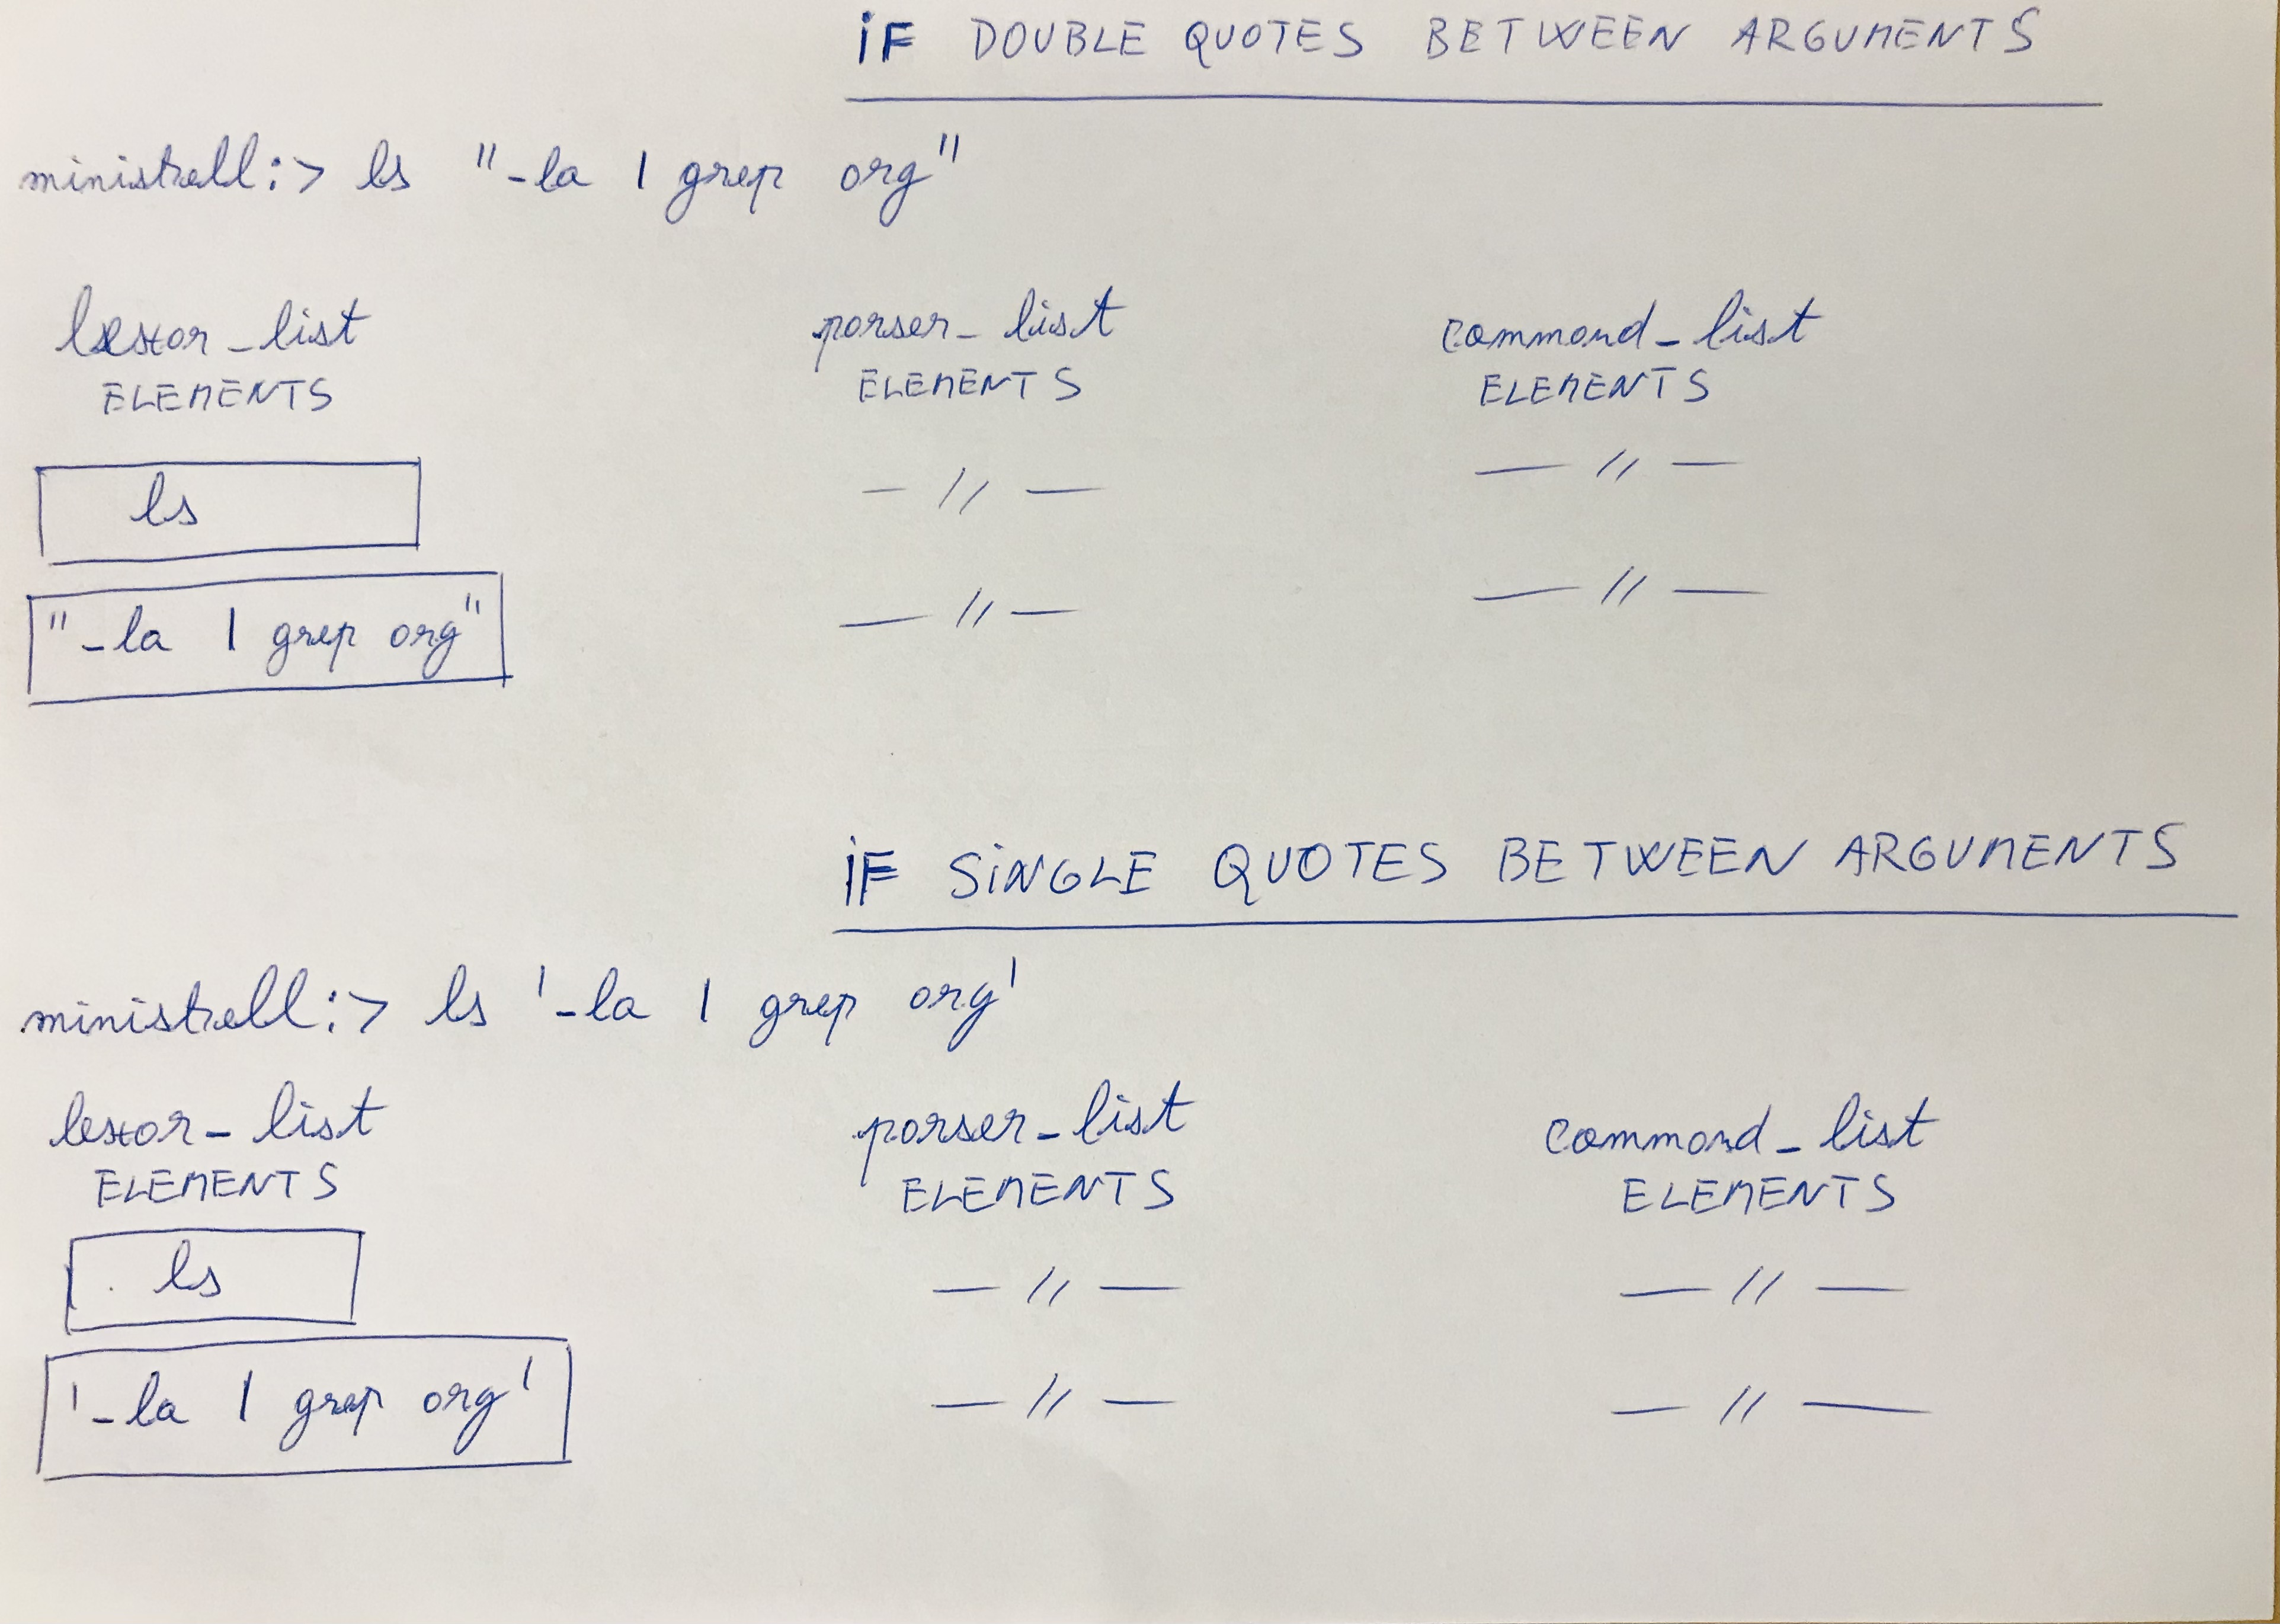 iF DOUBLE QUOTES BETWEEN ARGUMENTS
minishell:> ls "-la | grep org"
lexor_list parser_list command_list
ELEMENTS ELEMENTS ELEMENTS
ls — // — — // —
"-la | grep org" — // — — // —
iF SiNGLE QUOTES BETWEEN ARGUMENTS
minishell:> ls '-la | grep org'
lexor_list parser_list command_list
ELEMENTS ELEMENTS ELEMENTS
ls — // — — // —
'-la | grep org' — // — — // —